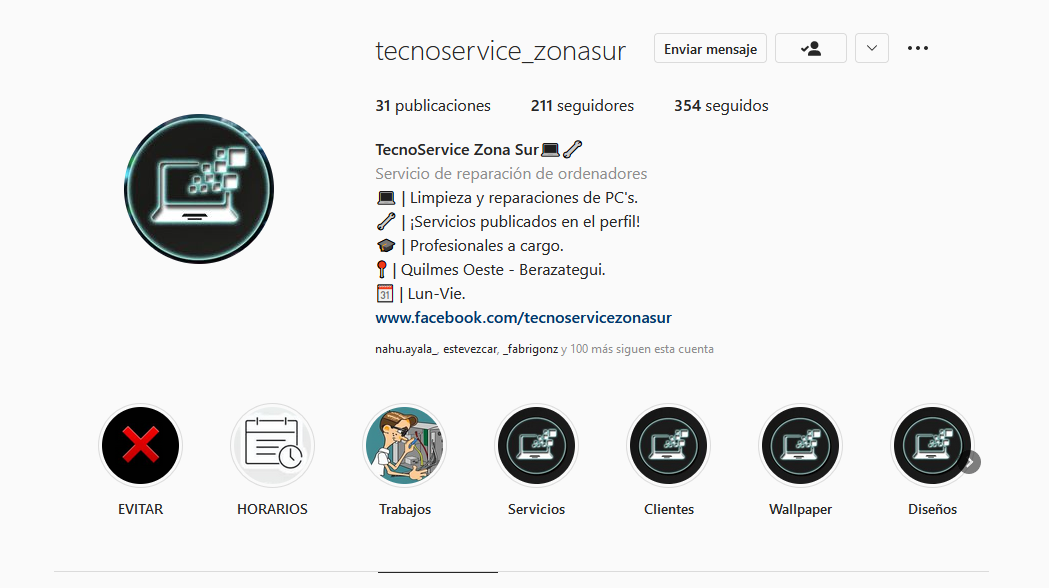 tecnoservice_zonasur Enviar mensaje
31 publicaciones 211 seguidores 354 seguidos
TecnoService Zona Sur💻🔧
Servicio de reparación de ordenadores
💻 | Limpieza y reparaciones de PC's.
🔧 | ¡Servicios publicados en el perfil!
🎓 | Profesionales a cargo.
📍 | Quilmes Oeste - Berazategui.
📅 | Lun-Vie.
www.facebook.com/tecnoservicezonasur
nahu.ayala_, estevezcar, _fabrigonz y 100 más siguen esta cuenta
EVITAR HORARIOS Trabajos Servicios Clientes Wallpaper Diseños